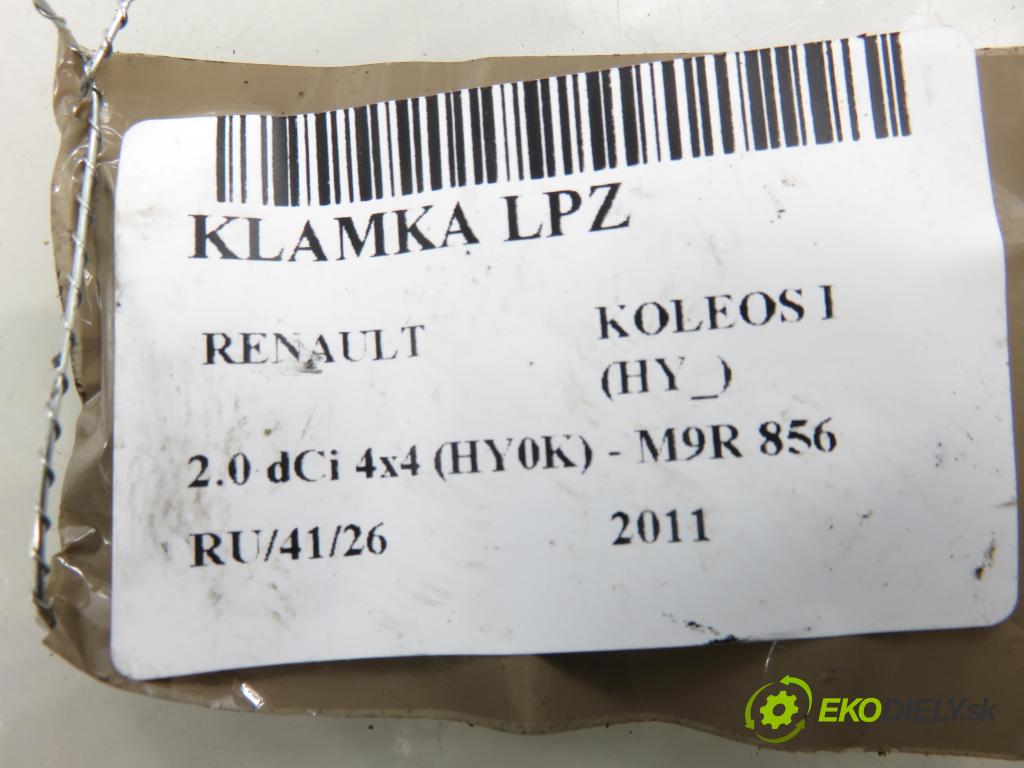 KLAMKA LPZ
RENAULT KOLEOS I
(HY_)
2.0 dCi 4x4 (HY0K) - M9R 856
RU/41/26 2011
EKODIELY.sk